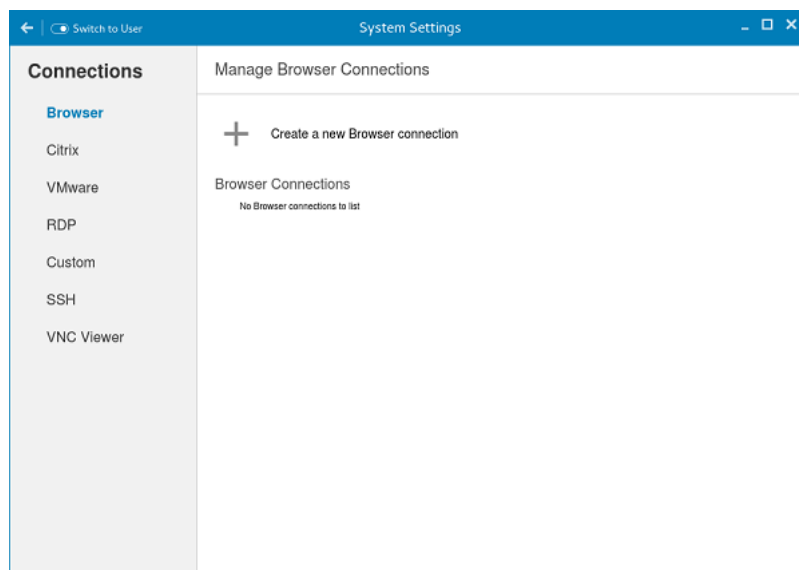 Switch to User
System Settings
Connections
Browser
Citrix
VMware
RDP
Custom
SSH
VNC Viewer
Manage Browser Connections
Create a new Browser connection
Browser Connections
No Browser connections to list